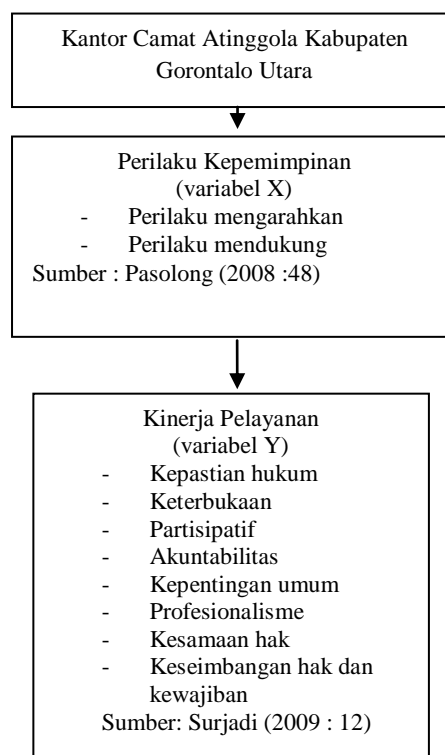 Kantor Camat Atinggola Kabupaten
Gorontalo Utara
Perilaku Kepemimpinan
(variabel X)
- Perilaku mengarahkan
- Perilaku mendukung
Sumber : Pasolong (2008 :48)
Kinerja Pelayanan
(variabel Y)
- Kepastian hukum
- Keterbukaan
- Partisipatif
- Akuntabilitas
- Kepentingan umum
- Profesionalisme
- Kesamaan hak
- Keseimbangan hak dan
kewajiban
Sumber: Surjadi (2009 : 12)